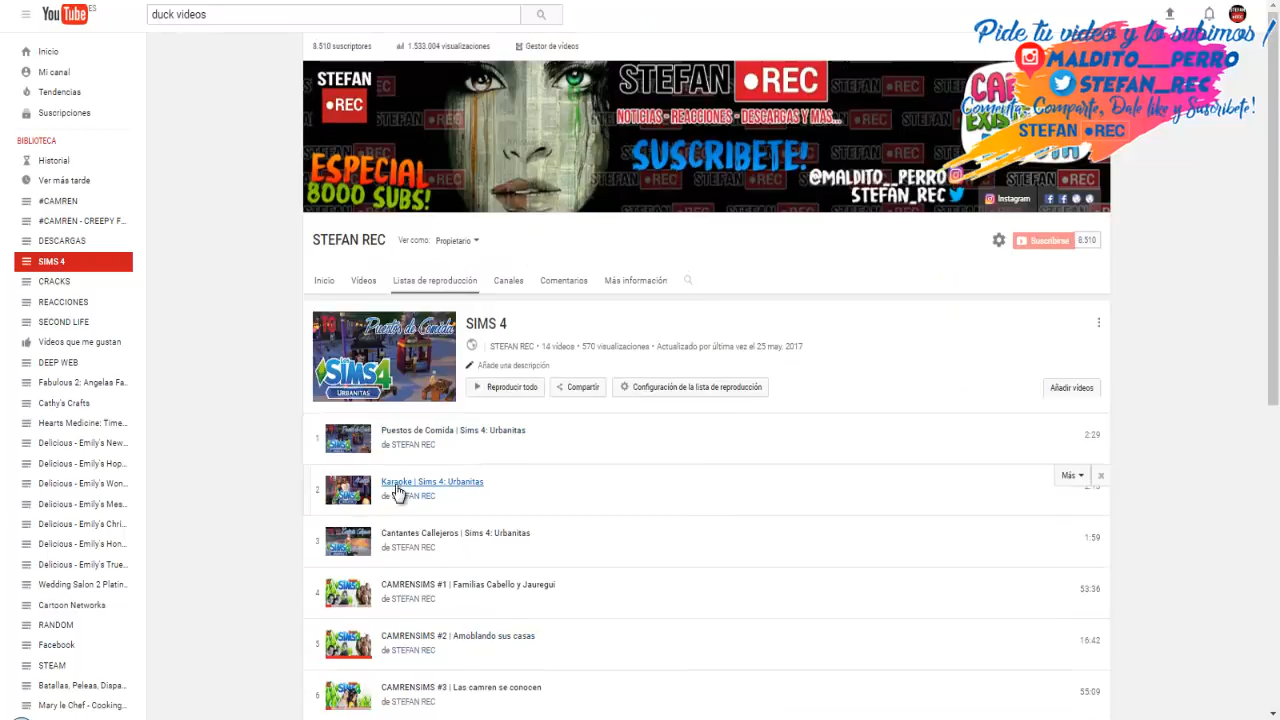 YouTube ES
duck videos
Pide tu video y lo subimos !
MALDITO__PERRO
STEFAN_REC
Comenta, Comparte, Dale like y Suscribete!
STEFAN REC
Inicio
Mi canal
Tendencias
Suscripciones
BIBLIOTECA
Historial
Ver más tarde
#CAMREN
#CAMREN - CREEPY F...
DESCARGAS
SIMS 4
CRACKS
REACCIONES
SECOND LIFE
Vídeos que me gustan
DEEP WEB
Fabulous 2: Angelas Fa...
Cathy's Crafts
Hearts Medicine: Time...
Delicious - Emily's New...
Delicious - Emily's Hop...
Delicious - Emily's Won...
Delicious - Emily's Mes...
Delicious - Emily's Chri...
Delicious - Emily's Hon...
Delicious - Emily's True...
Wedding Salon 2 Platin...
Cartoon Networks
RANDOM
Facebook
STEAM
Batallas, Peleas, Dispa...
Mary le Chef - Cooking...
8.510 suscriptores
1.533.004 visualizaciones
Gestor de vídeos
STEFAN
REC
STEFAN REC
NOTICIAS - REACCIONES - DESCARGAS Y MAS...
SUSCRIBETE!
ESPECIAL
8000 SUBS!
@MALDITO__PERRO
STEFAN_REC
Instagram
STEFAN REC
Ver como: Propietario
Suscribirse 8.510
Inicio Vídeos Listas de reproducción Canales Comentarios Más información
Puestos de Comida
LOS SIMS 4
URBANITAS
SIMS 4
STEFAN REC • 14 vídeos • 570 visualizaciones • Actualizado por última vez el 25 may. 2017
Añade una descripción
Reproducir todo Compartir Configuración de la lista de reproducción Añadir vídeos
1 Puestos de Comida | Sims 4: Urbanitas 2:29
de STEFAN REC
2 Karaoke | Sims 4: Urbanitas Más
de STEFAN REC
3 Cantantes Callejeros | Sims 4: Urbanitas 1:59
de STEFAN REC
4 CAMRENSIMS #1 | Familias Cabello y Jauregui 53:36
de STEFAN REC
5 CAMRENSIMS #2 | Amoblando sus casas 16:42
de STEFAN REC
6 CAMRENSIMS #3 | Las camren se conocen 55:09
de STEFAN REC